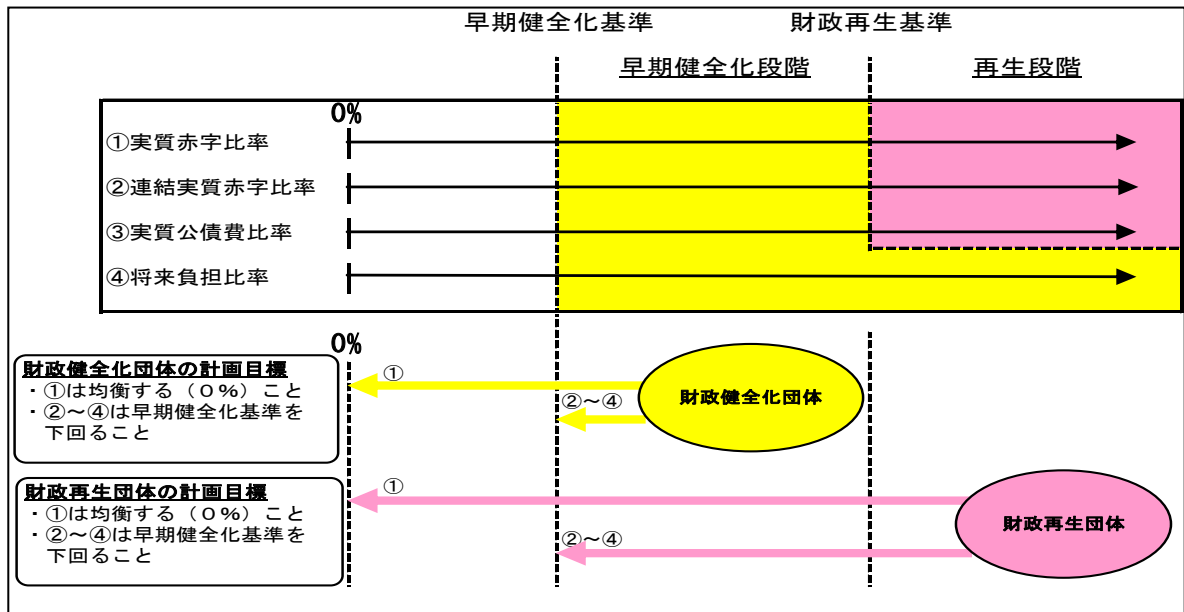 早期健全化基準 財政再生基準
早期健全化段階 再生段階
0%
①実質赤字比率
②連結実質赤字比率
③実質公債費比率
④将来負担比率
0%
財政健全化団体の計画目標
・①は均衡する（０％）こと
・②～④は早期健全化基準を
下回ること
①
②～④
財政健全化団体
財政再生団体の計画目標
・①は均衡する（０％）こと
・②～④は早期健全化基準を
下回ること
①
②～④
財政再生団体